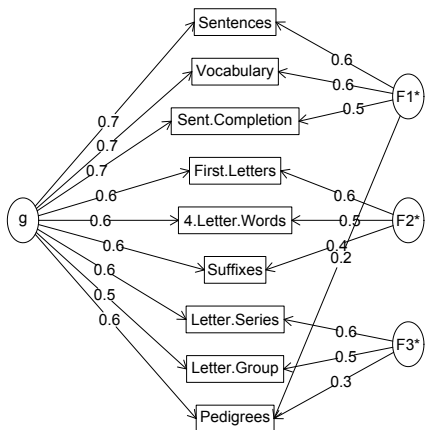 Sentences
Vocabulary
Sent.Completion
First.Letters
4.Letter.Words
Suffixes
Letter.Series
Letter.Group
Pedigrees
g
0.7
0.7
0.7
0.6
0.6
0.6
0.6
0.5
0.6
F1*
0.6
0.6
0.5
0.2
F2*
0.6
0.5
0.4
F3*
0.6
0.5
0.3